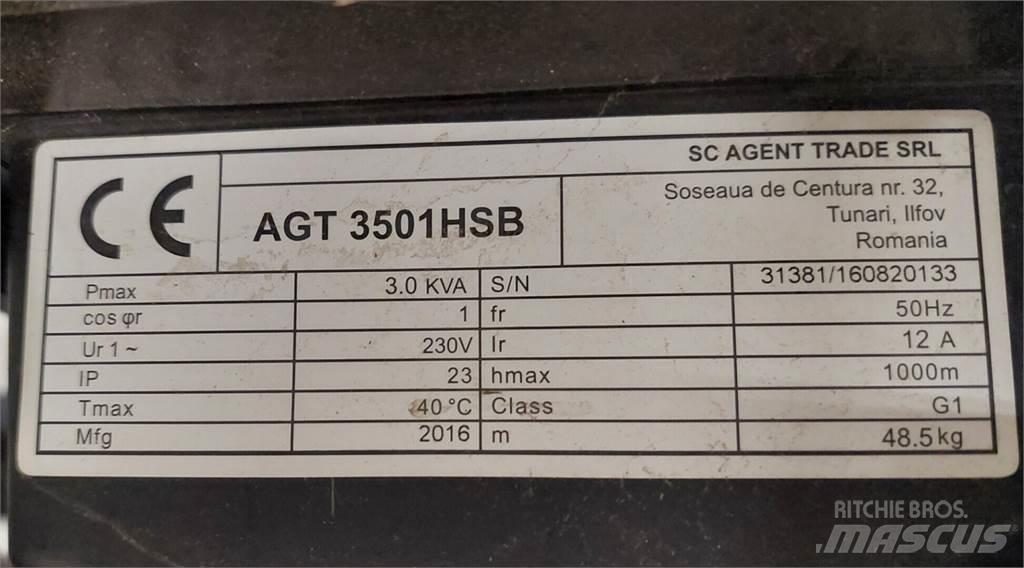 CE
SC AGENT TRADE SRL
AGT 3501HSB
Soseaua de Centura nr. 32,
Tunari, Ilfov
Romania
Pmax 3.0 KVA S/N 31381/160820133
cos φr 1 fr 50Hz
Ur 1 ~ 230V Ir 12 A
IP 23 hmax 1000m
Tmax 40 °C Class G1
Mfg 2016 m 48.5kg
RITCHIE BROS.
MASCUS